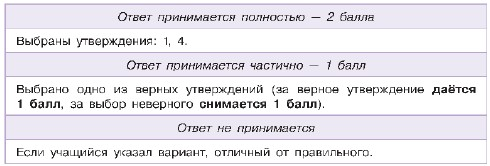 Ответ принимается полностью — 2 балла
Выбраны утверждения: 1, 4.
Ответ принимается частично — 1 балл
Выбрано одно из верных утверждений (за верное утверждение даётся
1 балл, за выбор неверного снимается 1 балл).
Ответ не принимается
Если учащийся указал вариант, отличный от правильного.